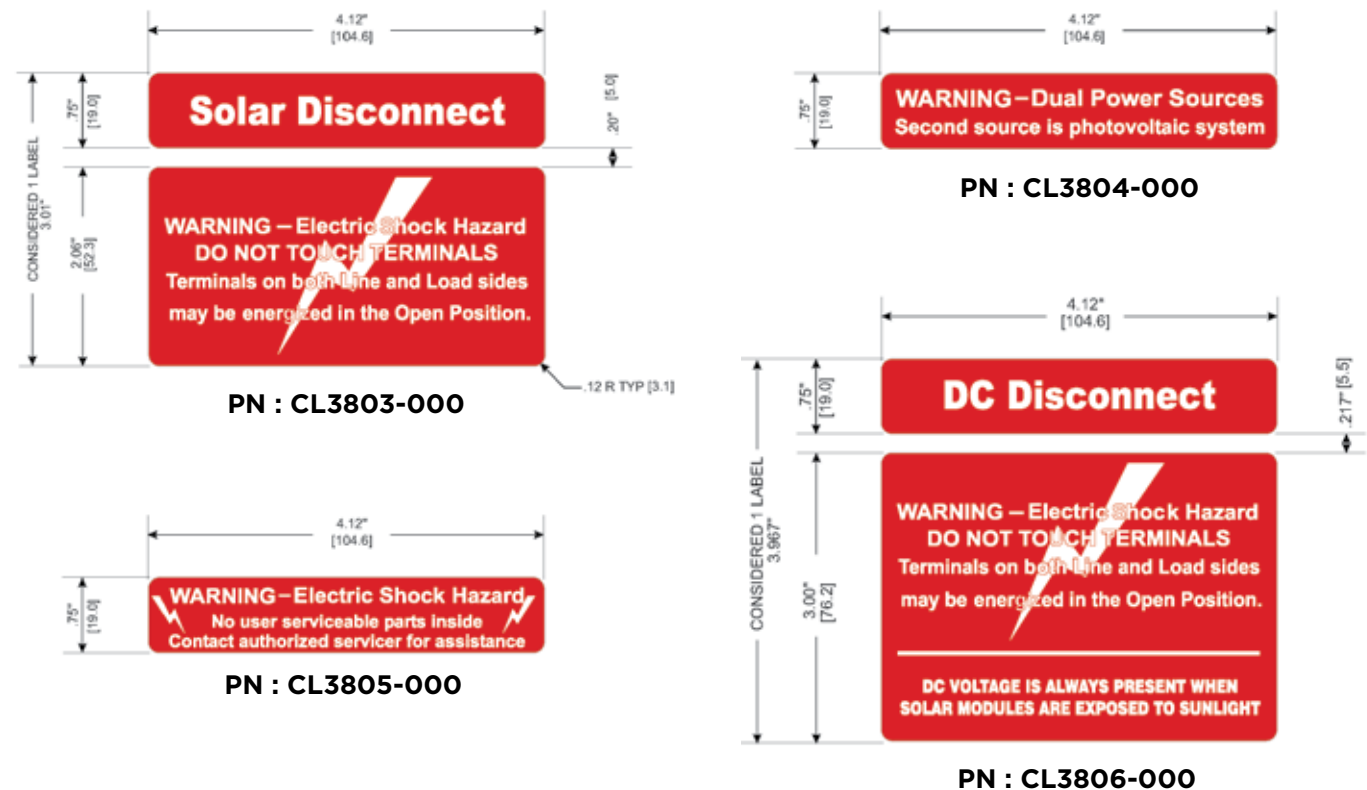 4.12"
[104.6]
CONSIDERED 1 LABEL
3.01"
.75"
[19.0]
Solar Disconnect
.20" [5.0]
2.06"
[52.3]
WARNING – Electric Shock Hazard
DO NOT TOUCH TERMINALS
Terminals on both Line and Load sides
may be energized in the Open Position.
.12 R TYP [3.1]
PN : CL3803-000
4.12"
[104.6]
.75"
[19.0]
WARNING–Dual Power Sources
Second source is photovoltaic system
PN : CL3804-000
4.12"
[104.6]
.75"
[19.0]
WARNING–Electric Shock Hazard
No user serviceable parts inside
Contact authorized servicer for assistance
PN : CL3805-000
4.12"
[104.6]
CONSIDERED 1 LABEL
3.967"
.75"
[19.0]
DC Disconnect
.217" [5.5]
3.00"
[76.2]
WARNING – Electric Shock Hazard
DO NOT TOUCH TERMINALS
Terminals on both Line and Load sides
may be energized in the Open Position.
DC VOLTAGE IS ALWAYS PRESENT WHEN
SOLAR MODULES ARE EXPOSED TO SUNLIGHT
PN : CL3806-000